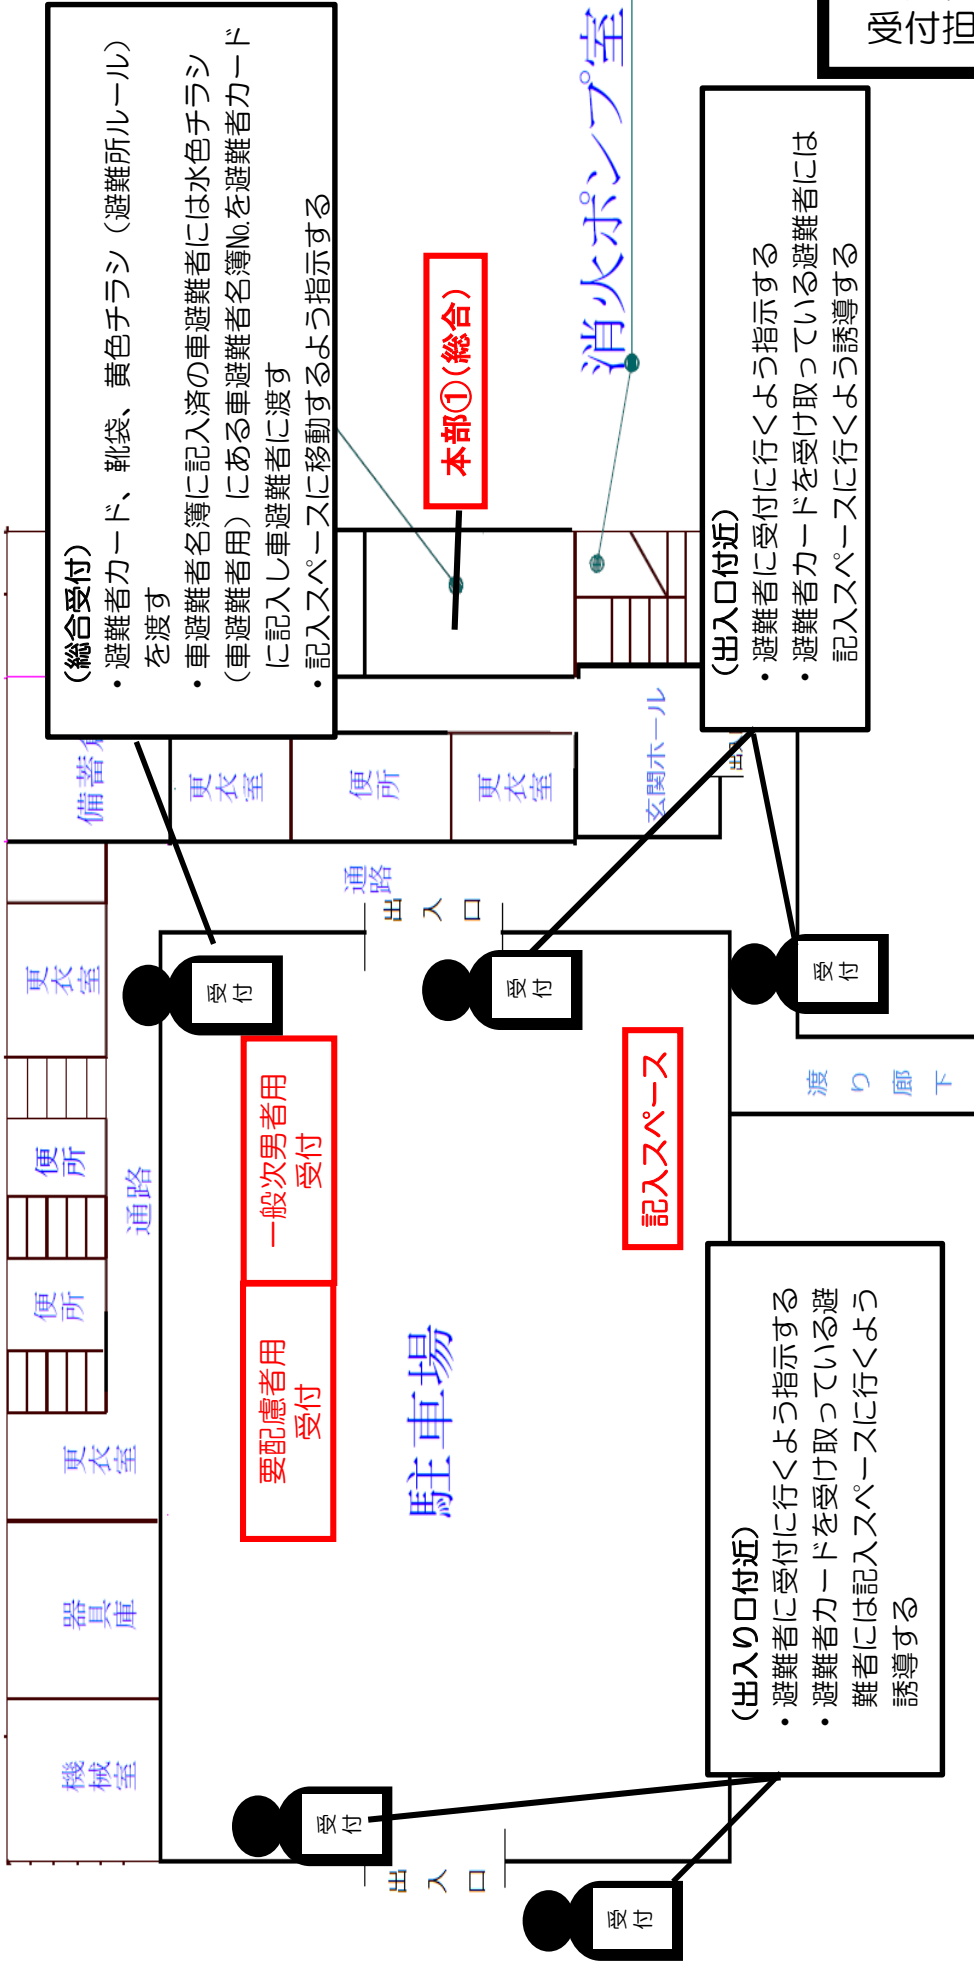 受付担
(総合受付)
・避難者カード、靴袋、黄色チラシ（避難所ルール）
を渡す
・車避難者名簿に記入済の車避難者には水色チラシ
（車避難者用）にある車避難者名簿№を避難者カード
に記入し車避難者に渡す
・記入スペースに移動するよう指示する
本部①(総合)
消火ポンプ室
(出入口付近)
・避難者に受付に行くよう指示する
・避難者カードを受け取っている避難者には
記入スペースに行くよう誘導する
備蓄倉
更衣室
便所
更衣室
玄関ホール
出入
通路
出入口
更衣室
便所
便所
通路
更衣室
器具庫
機械室
受付
受付
受付
一般次男者用
受付
要配慮者用
受付
記入スペース
駐車場
渡り廊下
(出入り口付近)
・避難者に受付に行くよう指示する
・避難者カードを受け取っている避
難者には記入スペースに行くよう
誘導する
受付
出入口
受付